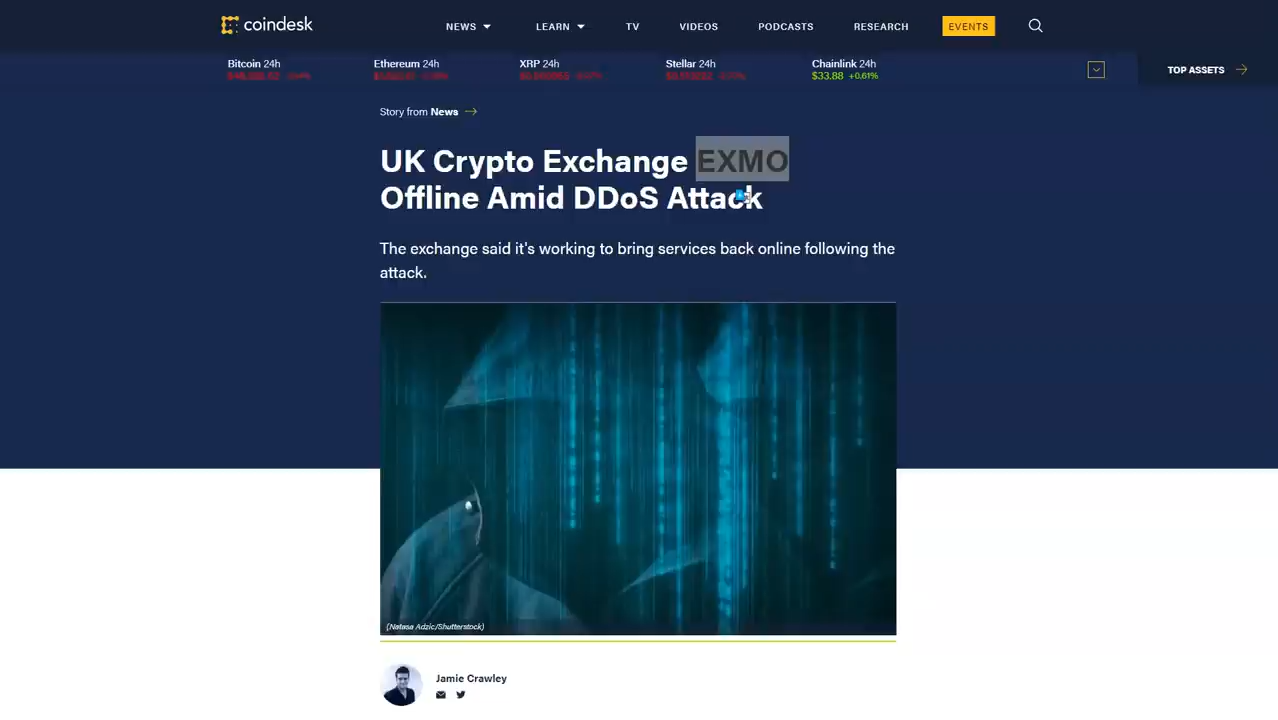 coindesk
NEWS LEARN TV VIDEOS PODCASTS RESEARCH EVENTS
Bitcoin 24h Ethereum 24h XRP 24h Stellar 24h Chainlink 24h
$33.88 +0.61%
TOP ASSETS
Story from News
UK Crypto Exchange EXMO
Offline Amid DDoS Attack
The exchange said it's working to bring services back online following the
attack.
(Natasa Adzic/Shutterstock)
Jamie Crawley